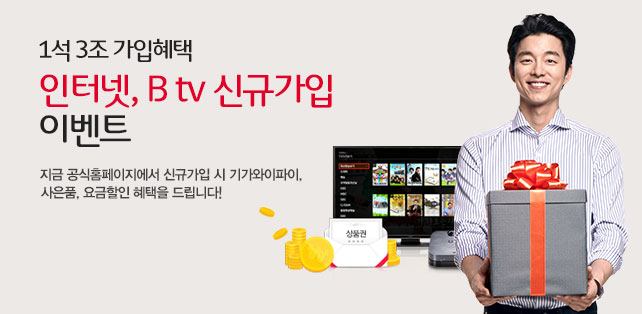 1석 3조 가입혜택
인터넷, B tv 신규가입
이벤트
지금 공식홈페이지에서 신규가입 시 기가와이파이,
사은품, 요금할인 혜택을 드립니다!
상품권